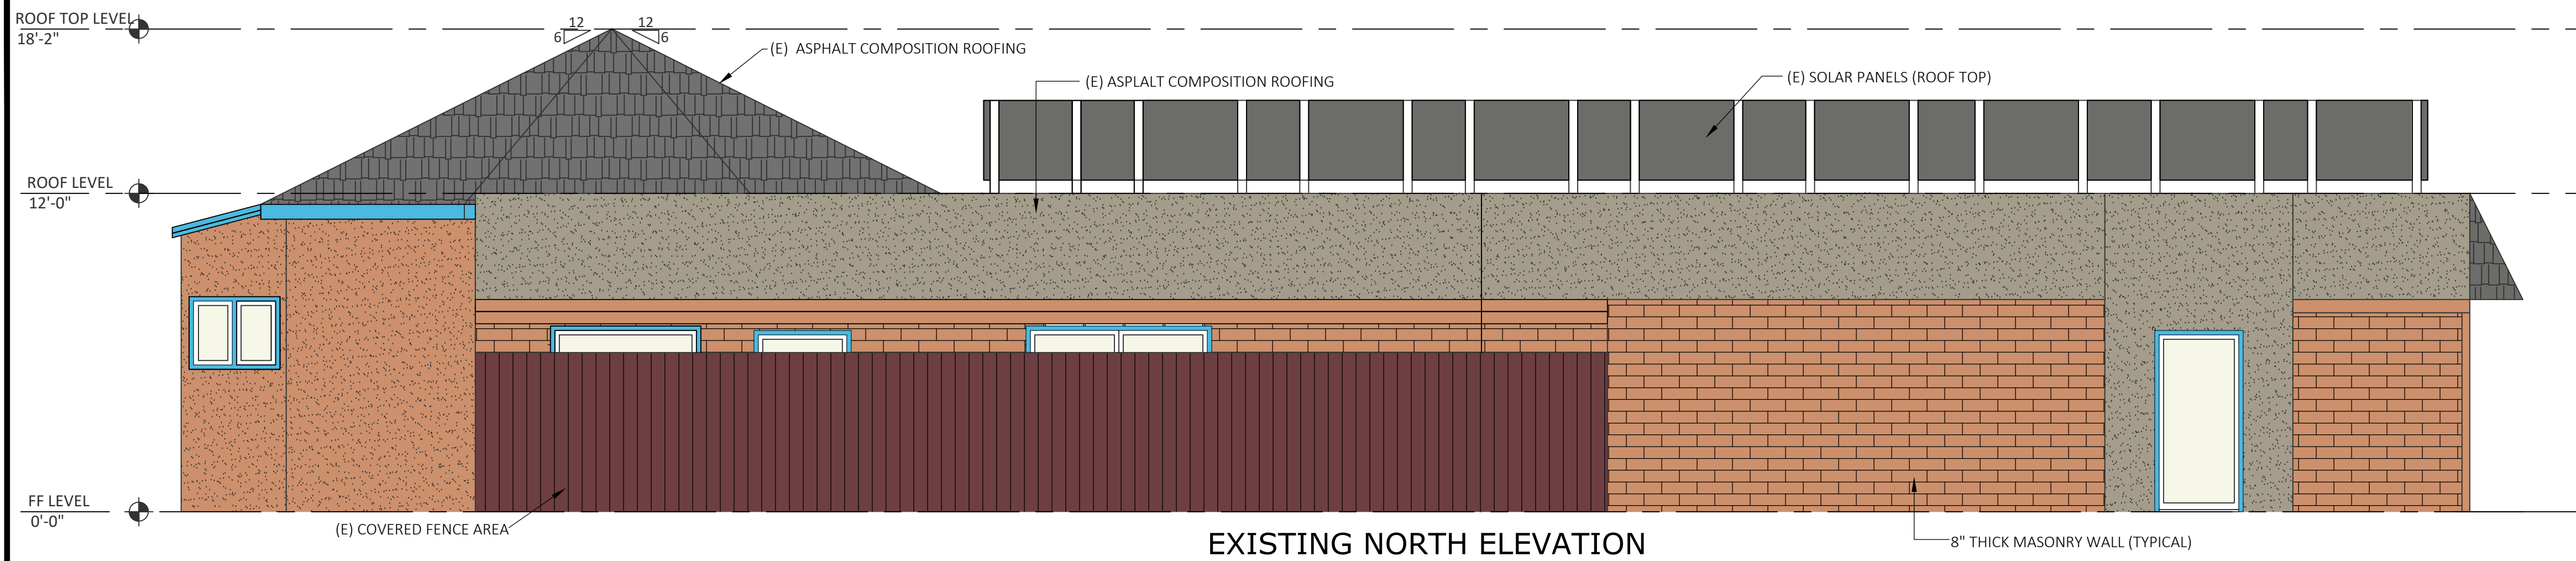 ROOF TOP LEVEL
18'-2"
12
12
6
6
(E) ASPHALT COMPOSITION ROOFING
(E) ASPLALT COMPOSITION ROOFING
(E) SOLAR PANELS (ROOF TOP)
ROOF LEVEL
12'-0"
FF LEVEL
0'-0"
(E) COVERED FENCE AREA
EXISTING NORTH ELEVATION
8" THICK MASONRY WALL (TYPICAL)